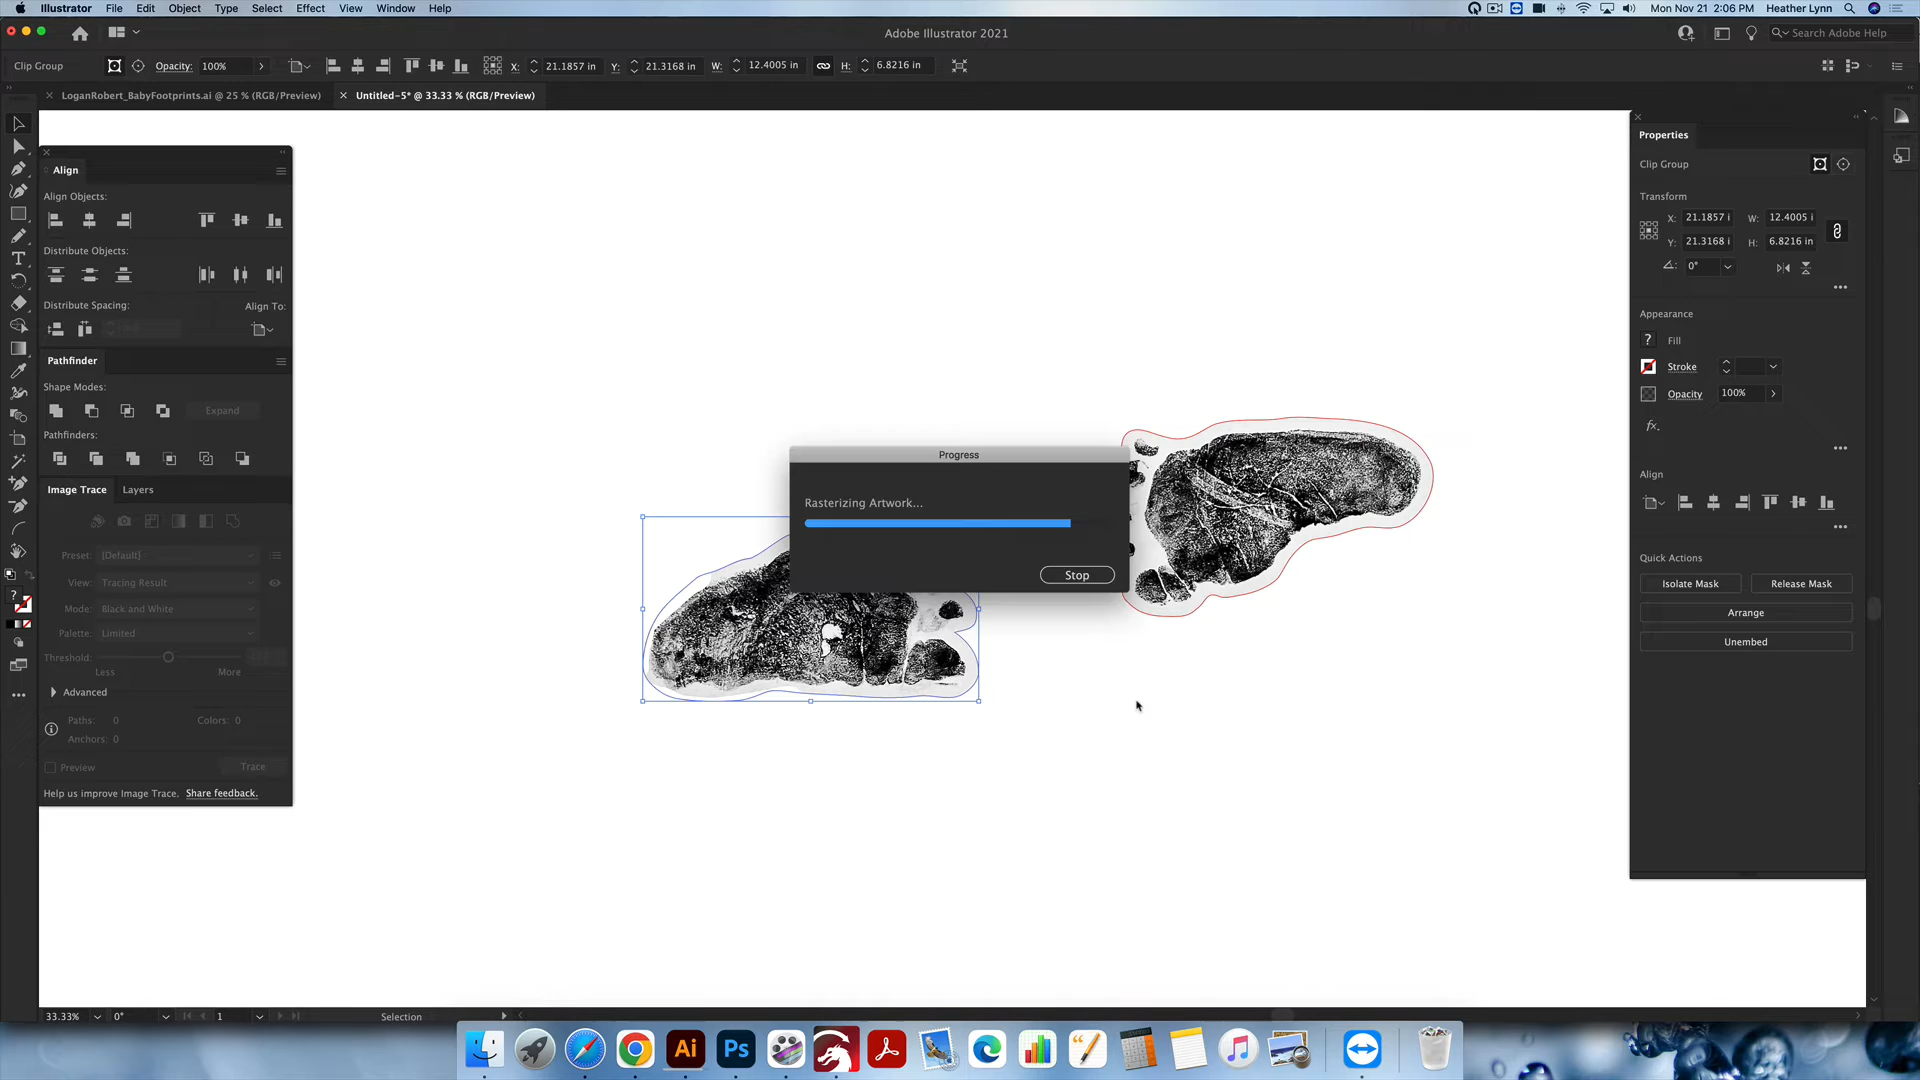 Illustrator File Edit Object Type Select Effect View Window Help
Mon Nov 21 2:06 PM Heather Lynn
Adobe Illustrator 2021
Search Adobe Help
Clip Group Opacity: 100% X: 21.1857 in Y: 21.3168 in W: 12.4005 in H: 6.8216 in
LoganRobert_BabyFootprints.ai @ 25 % (RGB/Preview)
Untitled-5* @ 33.33 % (RGB/Preview)
Align
Align Objects:
Distribute Objects:
Distribute Spacing:
Align To:
Pathfinder
Shape Modes:
Expand
Pathfinders:
Image Trace Layers
Preset: [Default]
View: Tracing Result
Mode: Black and White
Palette: Limited
Threshold:
Less More
Advanced
Paths: 0 Colors: 0
Anchors: 0
Preview Trace
Help us improve Image Trace. Share feedback.
Progress
Rasterizing Artwork...
Stop
Properties
Clip Group
Transform
X: 21.1857 i W: 12.4005 i
Y: 21.3168 i H: 6.8216 in
0°
Appearance
? Fill
Stroke
Opacity 100%
fx.
Align
Quick Actions
Isolate Mask Release Mask
Arrange
Unembed
33.33% 0° 1 Selection
Ai Ps